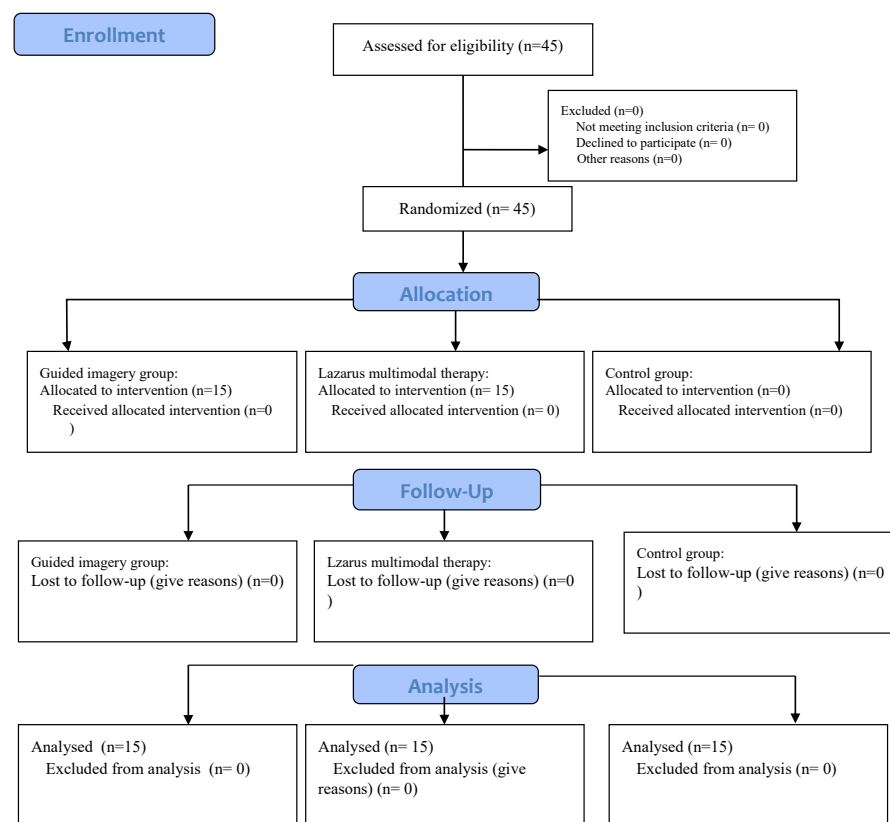 Enrollment
Assessed for eligibility (n=45)
Excluded (n=0)
Not meeting inclusion criteria (n= 0)
Declined to participate (n= 0)
Other reasons (n=0)
Randomized (n= 45)
Allocation
Guided imagery group:
Allocated to intervention (n=15)
Received allocated intervention (n=0
)
Lazarus multimodal therapy:
Allocated to intervention (n= 15)
Received allocated intervention (n= 0)
Control group:
Allocated to intervention (n=0)
Received allocated intervention (n=0)
Follow-Up
Guided imagery group:
Lost to follow-up (give reasons) (n=0)
Lzarus multimodal therapy:
Lost to follow-up (give reasons) (n=0
)
Control group:
Lost to follow-up (give reasons) (n=0
)
Analysis
Analysed (n=15)
Excluded from analysis (n= 0)
Analysed (n= 15)
Excluded from analysis (give
reasons) (n= 0)
Analysed (n=15)
Excluded from analysis (n= 0)